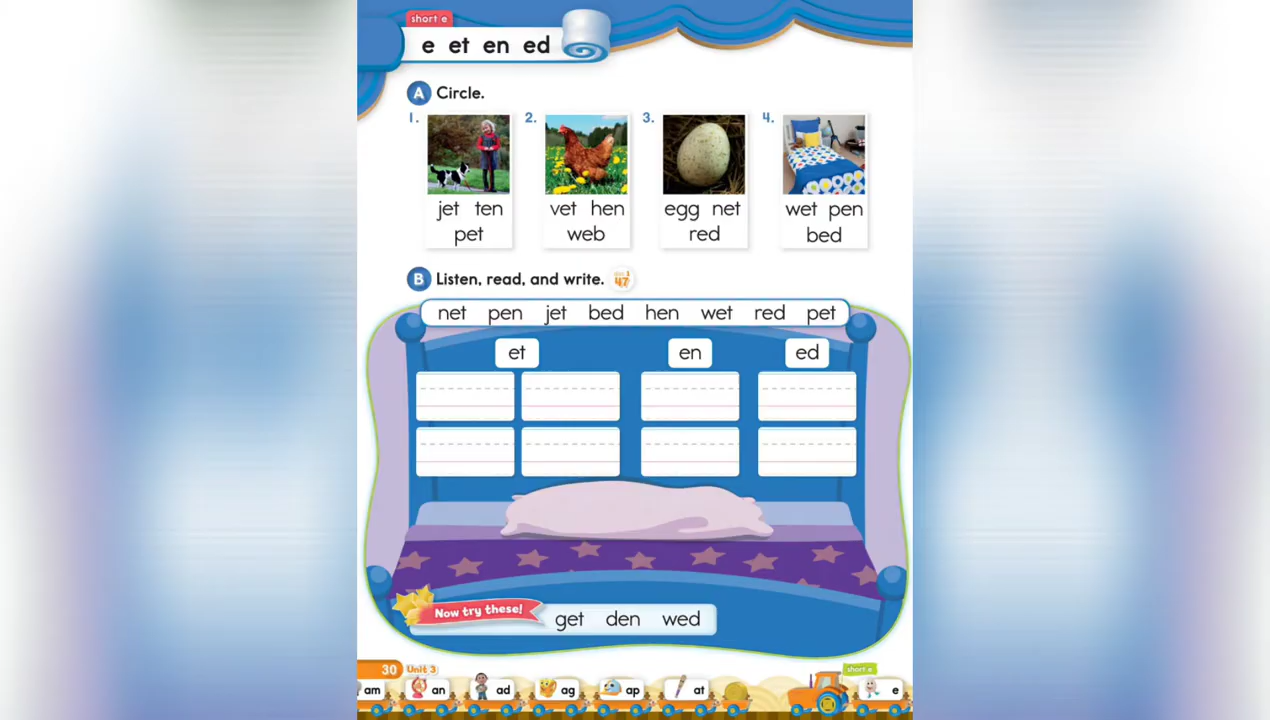 short e
e et en ed
A Circle.
1. 2. 3. 4.
jet ten
pet
vet hen
web
egg net
red
wet pen
bed
B Listen, read, and write.
47
net pen jet bed hen wet red pet
et en ed
Now try these! get den wed
30 Unit 3
short e
am an ad ag ap at e